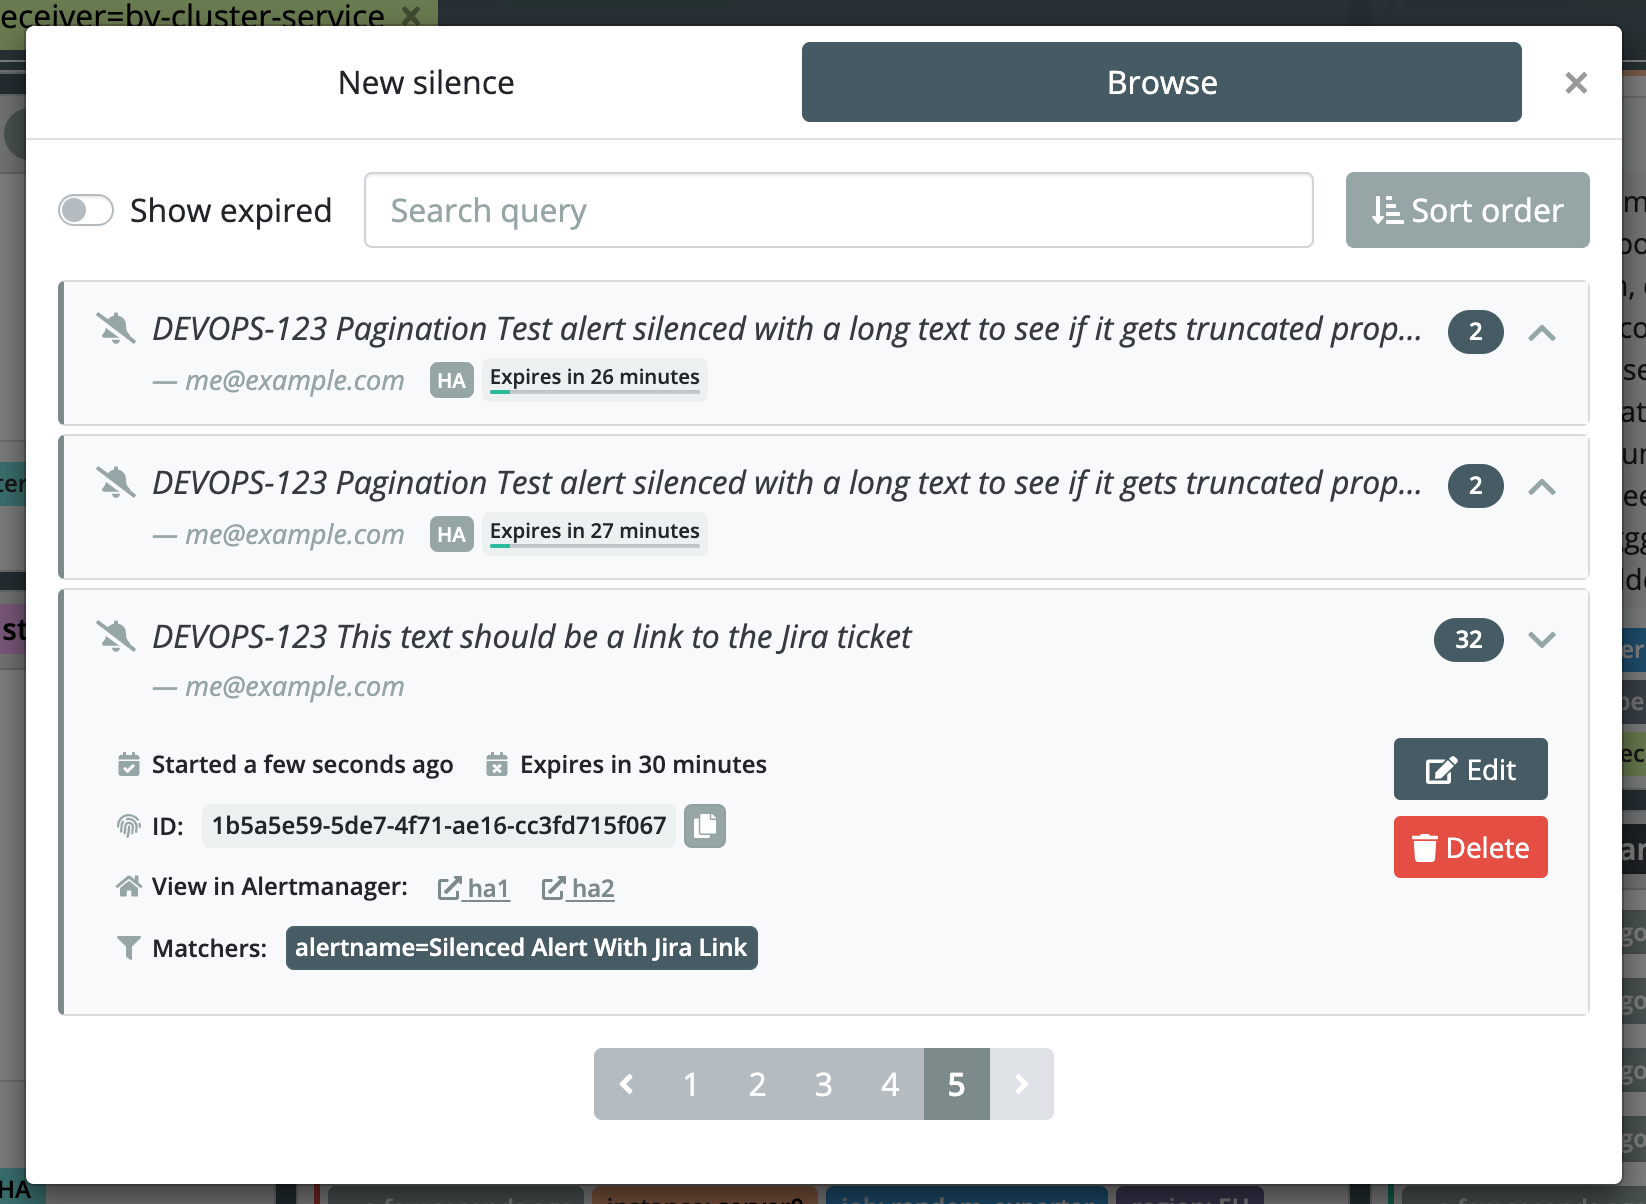 receiver=by-cluster-service
New silence
Browse
Show expired
Search query
Sort order
DEVOPS-123 Pagination Test alert silenced with a long text to see if it gets truncated prop...
2
— me@example.com HA Expires in 26 minutes
DEVOPS-123 Pagination Test alert silenced with a long text to see if it gets truncated prop...
2
— me@example.com HA Expires in 27 minutes
DEVOPS-123 This text should be a link to the Jira ticket
32
— me@example.com
Started a few seconds ago Expires in 30 minutes
Edit
ID: 1b5a5e59-5de7-4f71-ae16-cc3fd715f067
Delete
View in Alertmanager: ha1 ha2
Matchers: alertname=Silenced Alert With Jira Link
1 2 3 4 5
HA